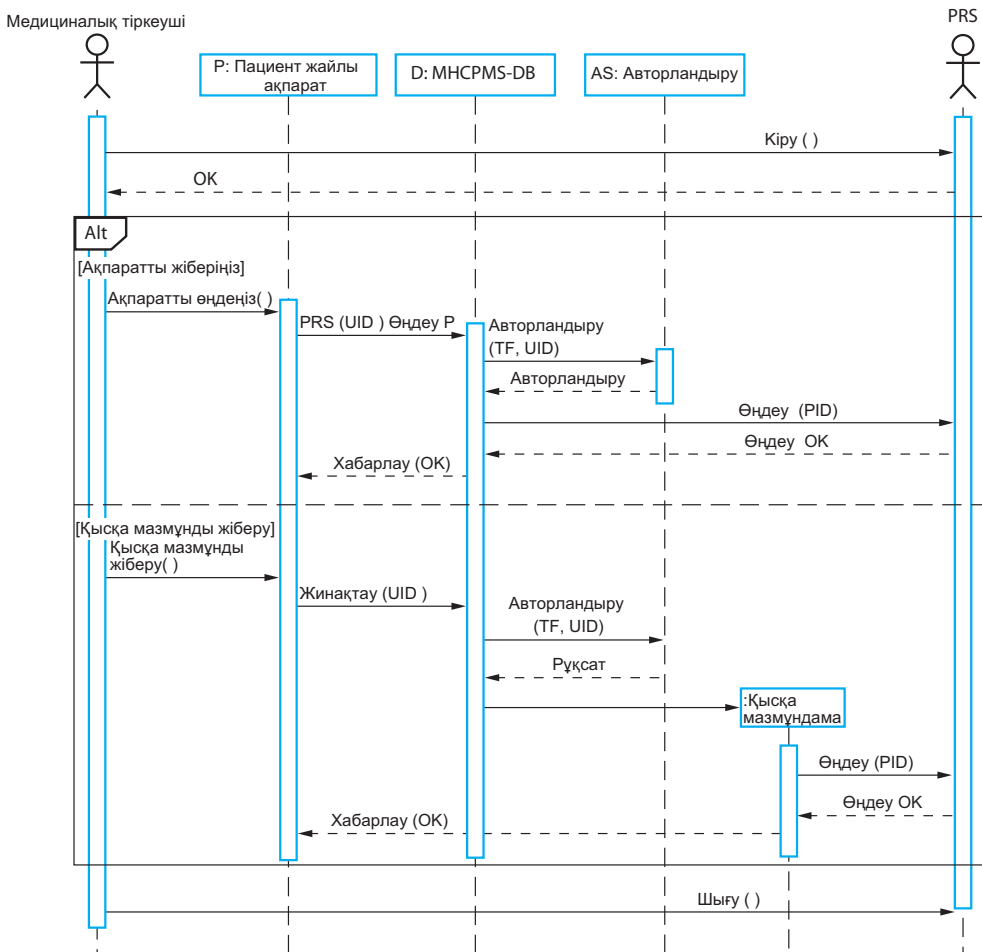 Медициналық тіркеуші
PRS
P: Пациент жайлы
ақпарат
D: MHCPMS-DB
AS: Авторландыру
Кіру ( )
OK
Alt
[Ақпаратты жіберіңіз]
Ақпаратты өңдеңіз( )
PRS (UID ) Өңдеу P
Авторландыру
(TF, UID)
Авторландыру
Өңдеу (PID)
Өңдеу OK
Хабарлау (OK)
[Қысқа мазмұнды жіберу]
Қысқа мазмұнды
жіберу( )
Жинақтау (UID )
Авторландыру
(TF, UID)
Рұқсат
:Қысқа
мазмұндама
Өңдеу (PID)
Өңдеу OK
Хабарлау (OK)
Шығу ( )